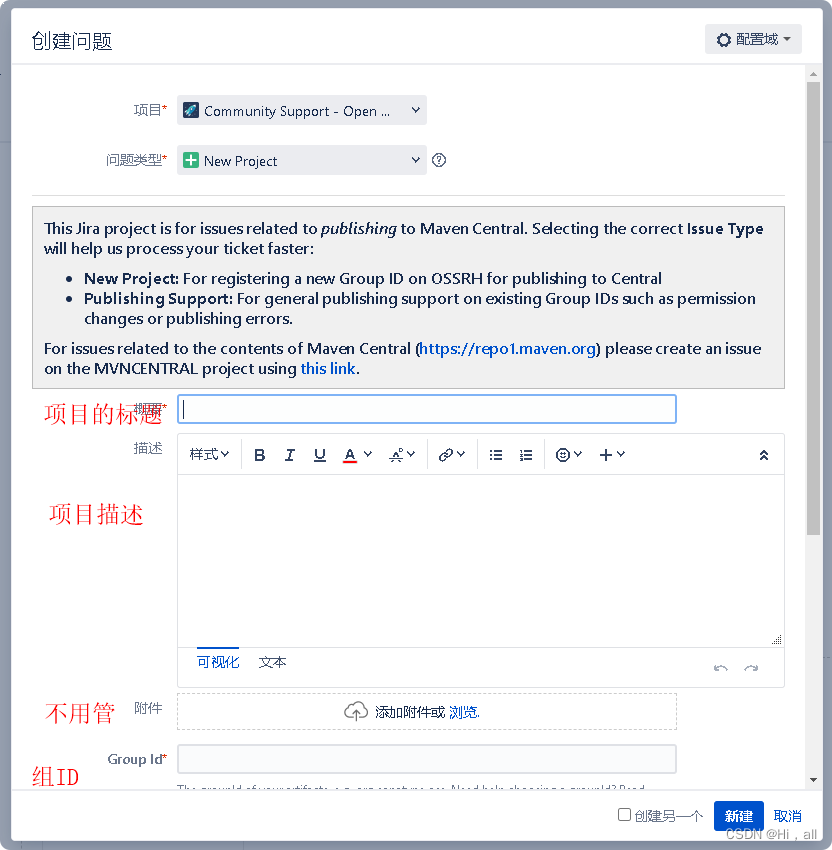 创建问题
配置域
项目*
Community Support - Open ...
问题类型*
New Project
This Jira project is for issues related to publishing to Maven Central. Selecting the correct Issue Type
will help us process your ticket faster:
• New Project: For registering a new Group ID on OSSRH for publishing to Central
• Publishing Support: For general publishing support on existing Group IDs such as permission
changes or publishing errors.
For issues related to the contents of Maven Central (https://repo1.maven.org) please create an issue
on the MVNCENTRAL project using this link.
项目的标题
描述
样式
B I U A
项目描述
可视化 文本
不用管
附件
添加附件或 浏览.
Group Id*
组ID
创建另一个
新建
取消
CSDN @Hi，all